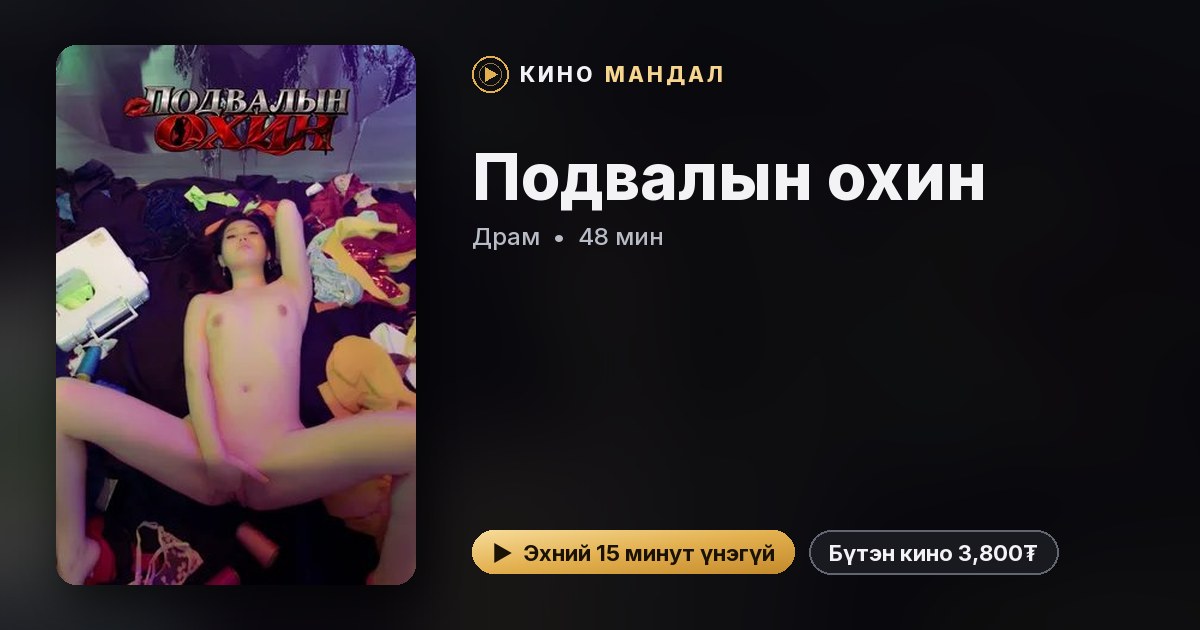 ПОДВАЛЫН
ОХИН
КИНО МАНДАЛ
Подвалын охин
Драм • 48 мин
Эхний 15 минут үнэгүй
Бүтэн кино 3,800₮